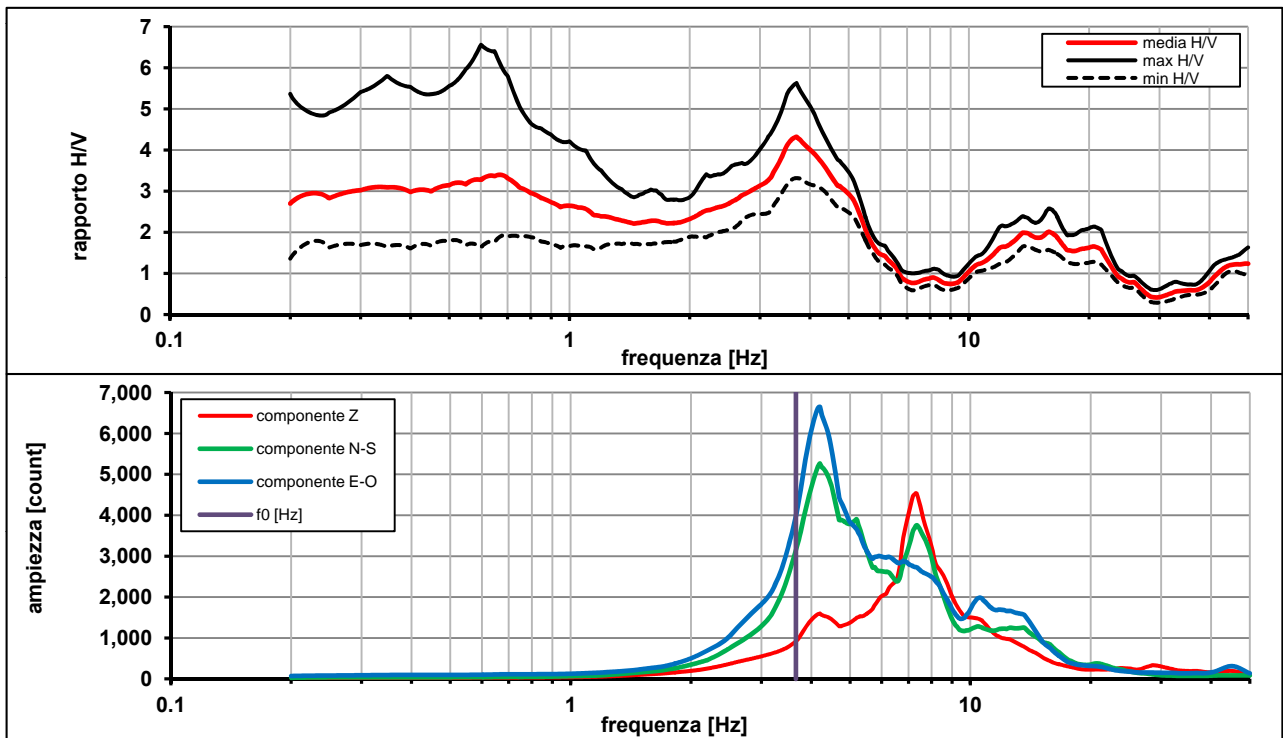 7
6
5
4
3
2
1
0
rapporto H/V
media H/V
max H/V
min H/V
0.1
1
10
frequenza [Hz]
7,000
6,000
5,000
4,000
3,000
2,000
1,000
0
ampiezza [count]
componente Z
componente N-S
componente E-O
f0 [Hz]
0.1
1
10
frequenza [Hz]